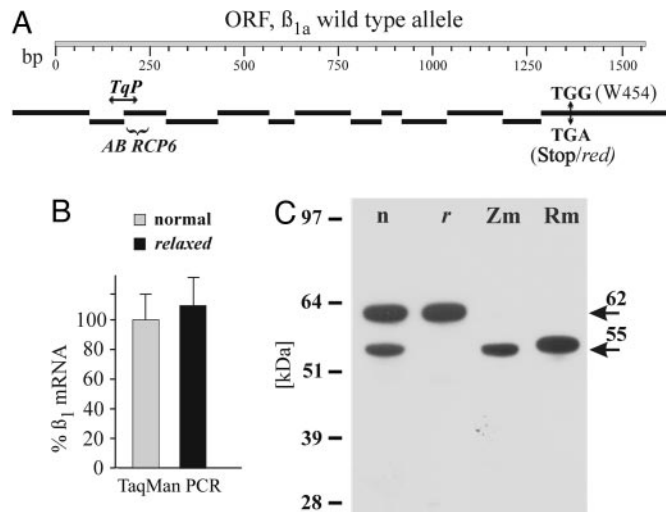 A
ORF, ß1a wild type allele
bp 0 250 500 750 1000 1250 1500
TqP
TGG (W454)
AB RCP6
TGA
(Stop/red)
B
normal
relaxed
% ß1 mRNA
100
80
60
40
20
0
TaqMan PCR
C
n r Zm Rm
[kDa]
97
64
62
55
51
39
28